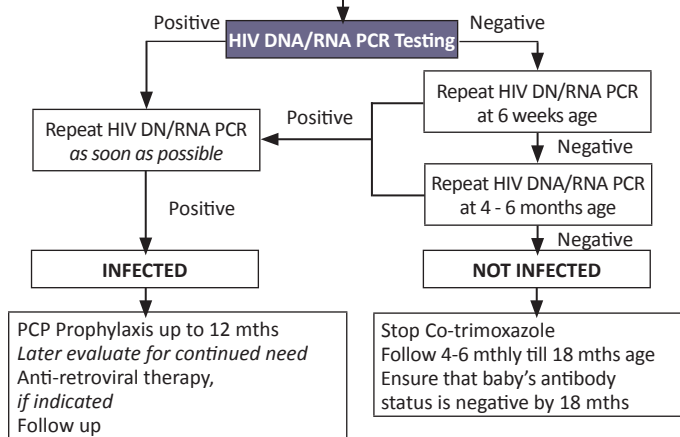 Positive
HIV DNA/RNA PCR Testing
Negative
Repeat HIV DN/RNA PCR
at 6 weeks age
Positive
Repeat HIV DN/RNA PCR
as soon as possible
Negative
Repeat HIV DNA/RNA PCR
at 4 - 6 months age
Positive
Negative
INFECTED
NOT INFECTED
PCP Prophylaxis up to 12 mths
Later evaluate for continued need
Anti-retroviral therapy,
if indicated
Follow up
Stop Co-trimoxazole
Follow 4-6 mthly till 18 mths age
Ensure that baby's antibody
status is negative by 18 mths